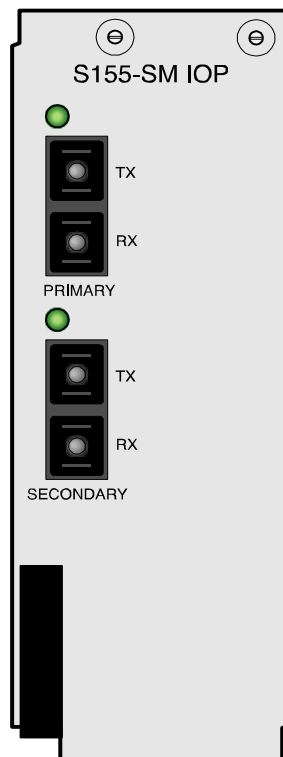 S155-SM IOP
TX
RX
PRIMARY
TX
RX
SECONDARY